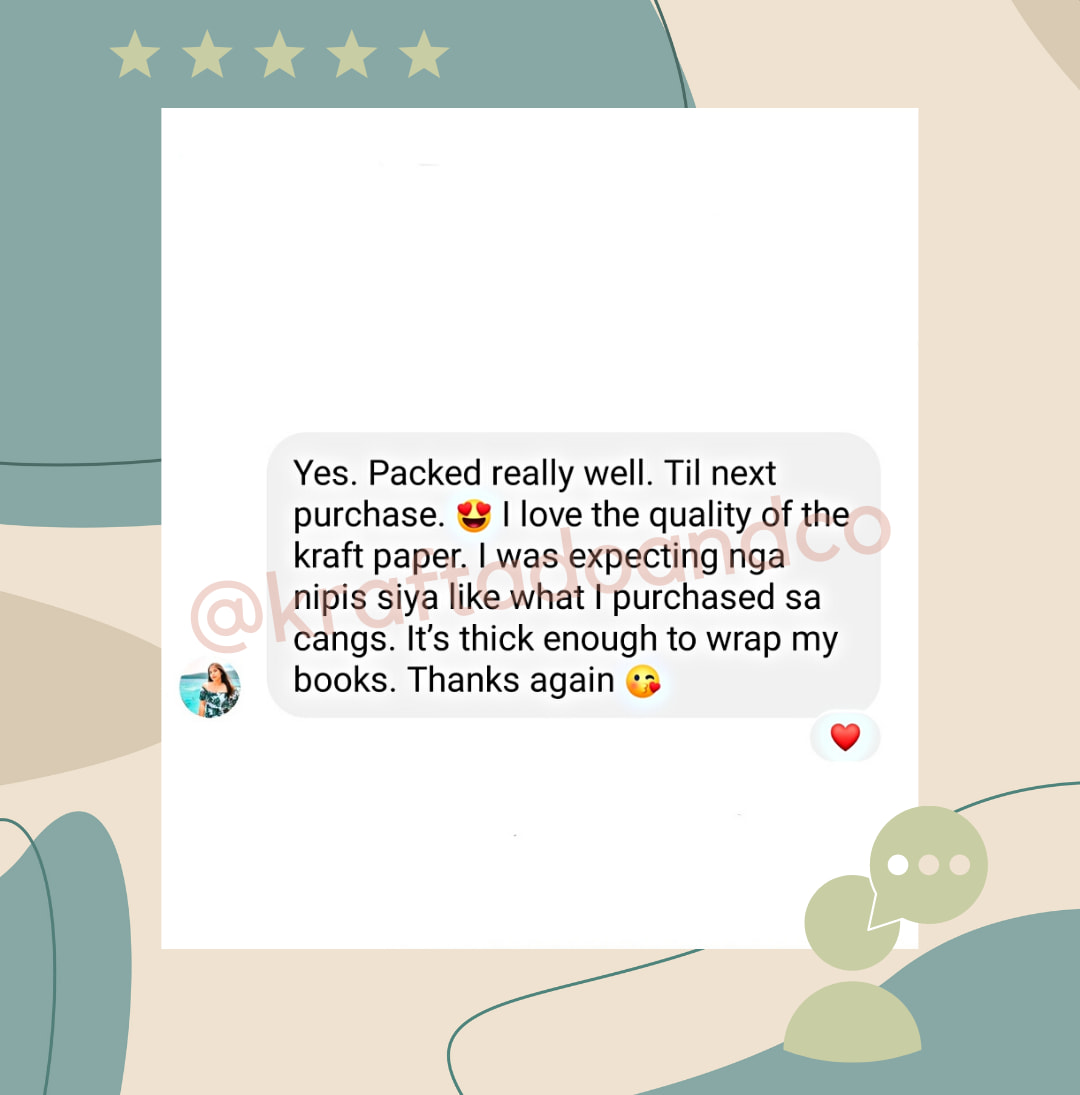 Yes. Packed really well. Til next
purchase. 😍 I love the quality of the
kraft paper. I was expecting nga
nipis siya like what I purchased sa
cangs. It’s thick enough to wrap my
books. Thanks again 😘
@kraftadoandco